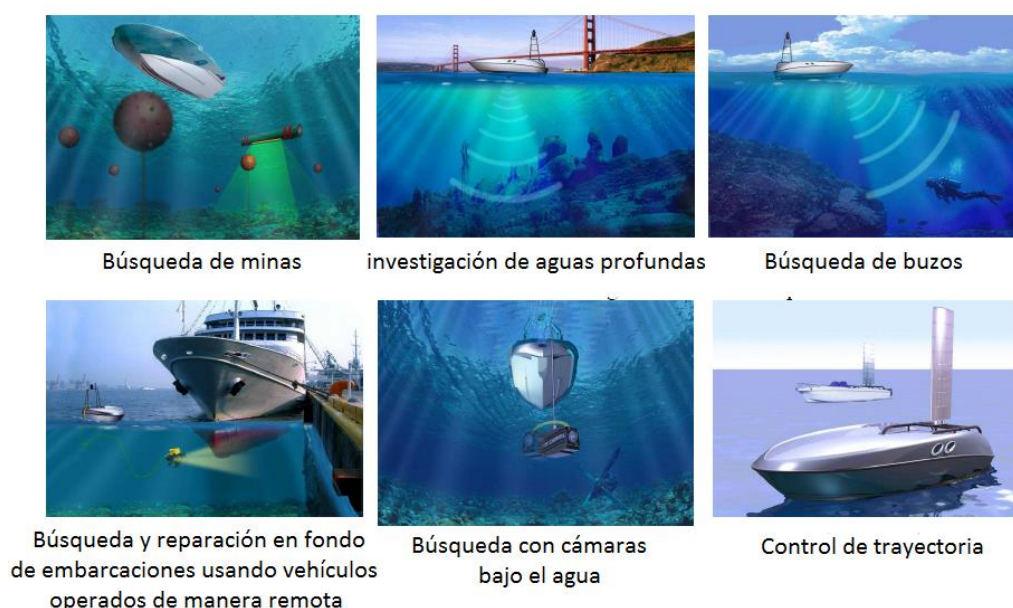 Búsqueda de minas
investigación de aguas profundas
Búsqueda de buzos
Búsqueda y reparación en fondo
de embarcaciones usando vehículos
operados de manera remota
Búsqueda con cámaras
bajo el agua
Control de trayectoria